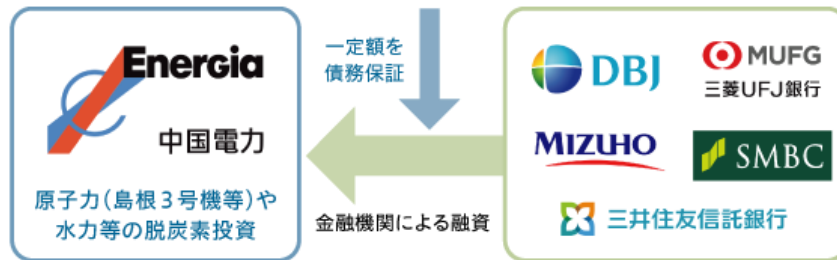 Energia
中国電力
原子力(島根3号機等)や
水力等の脱炭素投資
一定額を
債務保証
金融機関による融資
DBJ
MUFG
三菱UFJ銀行
MIZUHO
SMBC
三井住友信託銀行